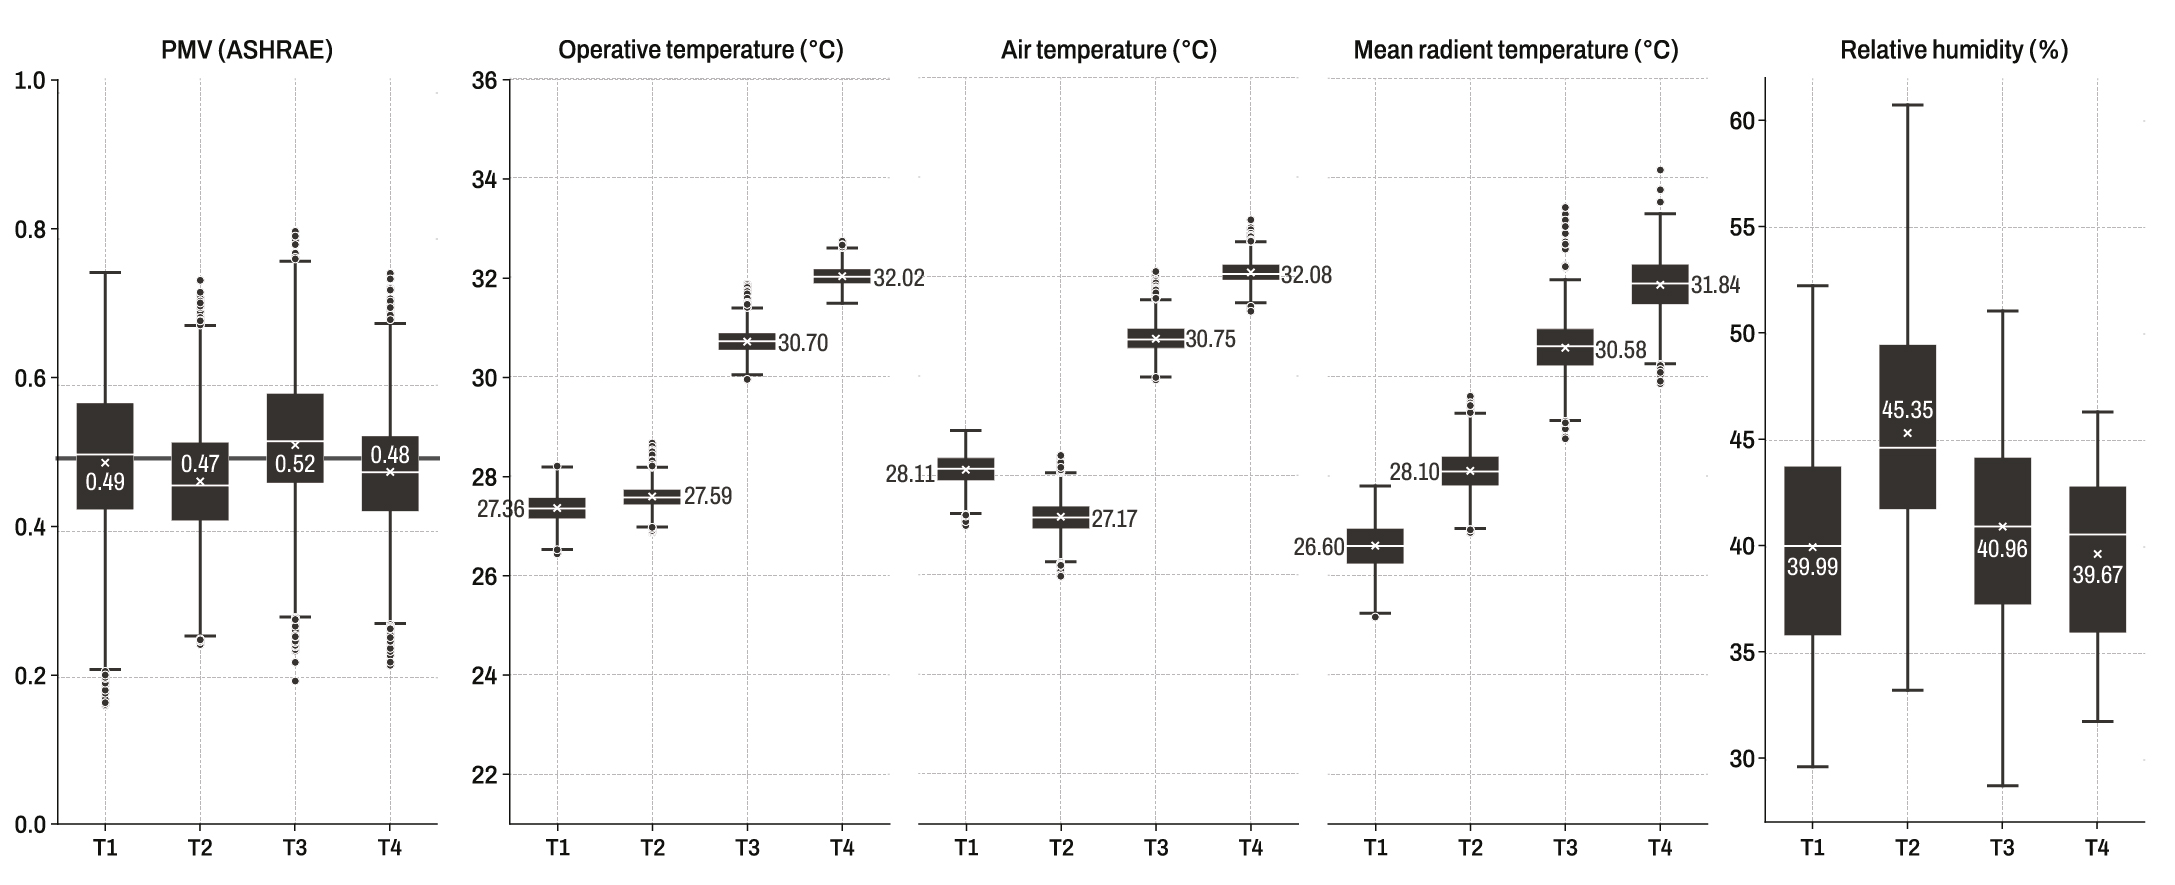 PMV (ASHRAE)
1.0
0.8
0.6
0.4
0.2
0.0
0.49
0.47
0.52
0.48
T1
T2
T3
T4
Operative temperature (°C)
36
34
32
30
28
26
24
22
27.36
27.59
30.70
32.02
T1
T2
T3
T4
Air temperature (°C)
28.11
27.17
30.75
32.08
T1
T2
T3
T4
Mean radient temperature (°C)
26.60
28.10
30.58
31.84
T1
T2
T3
T4
Relative humidity (%)
60
55
50
45
40
35
30
39.99
45.35
40.96
39.67
T1
T2
T3
T4